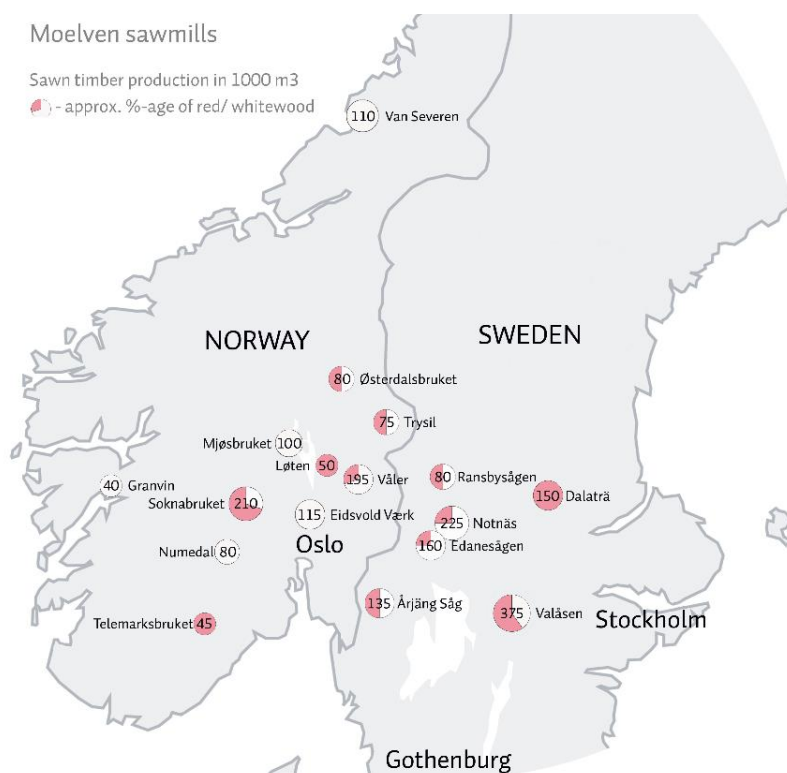 Moelven sawmills
Sawn timber production in 1000 m3
- approx. %-age of red/ whitewood
110 Van Severen
NORWAY
SWEDEN
80 Østerdalsbruket
75 Trysil
Mjøsbruket 100
Løten 50
195 Våler
80 Ransbysågen
40 Granvin
150 Dalaträ
Soknabruket 210
115 Eidsvold Værk
225 Notnäs
Oslo
160 Edanesågen
Numedal 80
135 Årjäng Såg
375 Valåsen
Stockholm
Telemarksbruket 45
Gothenburg